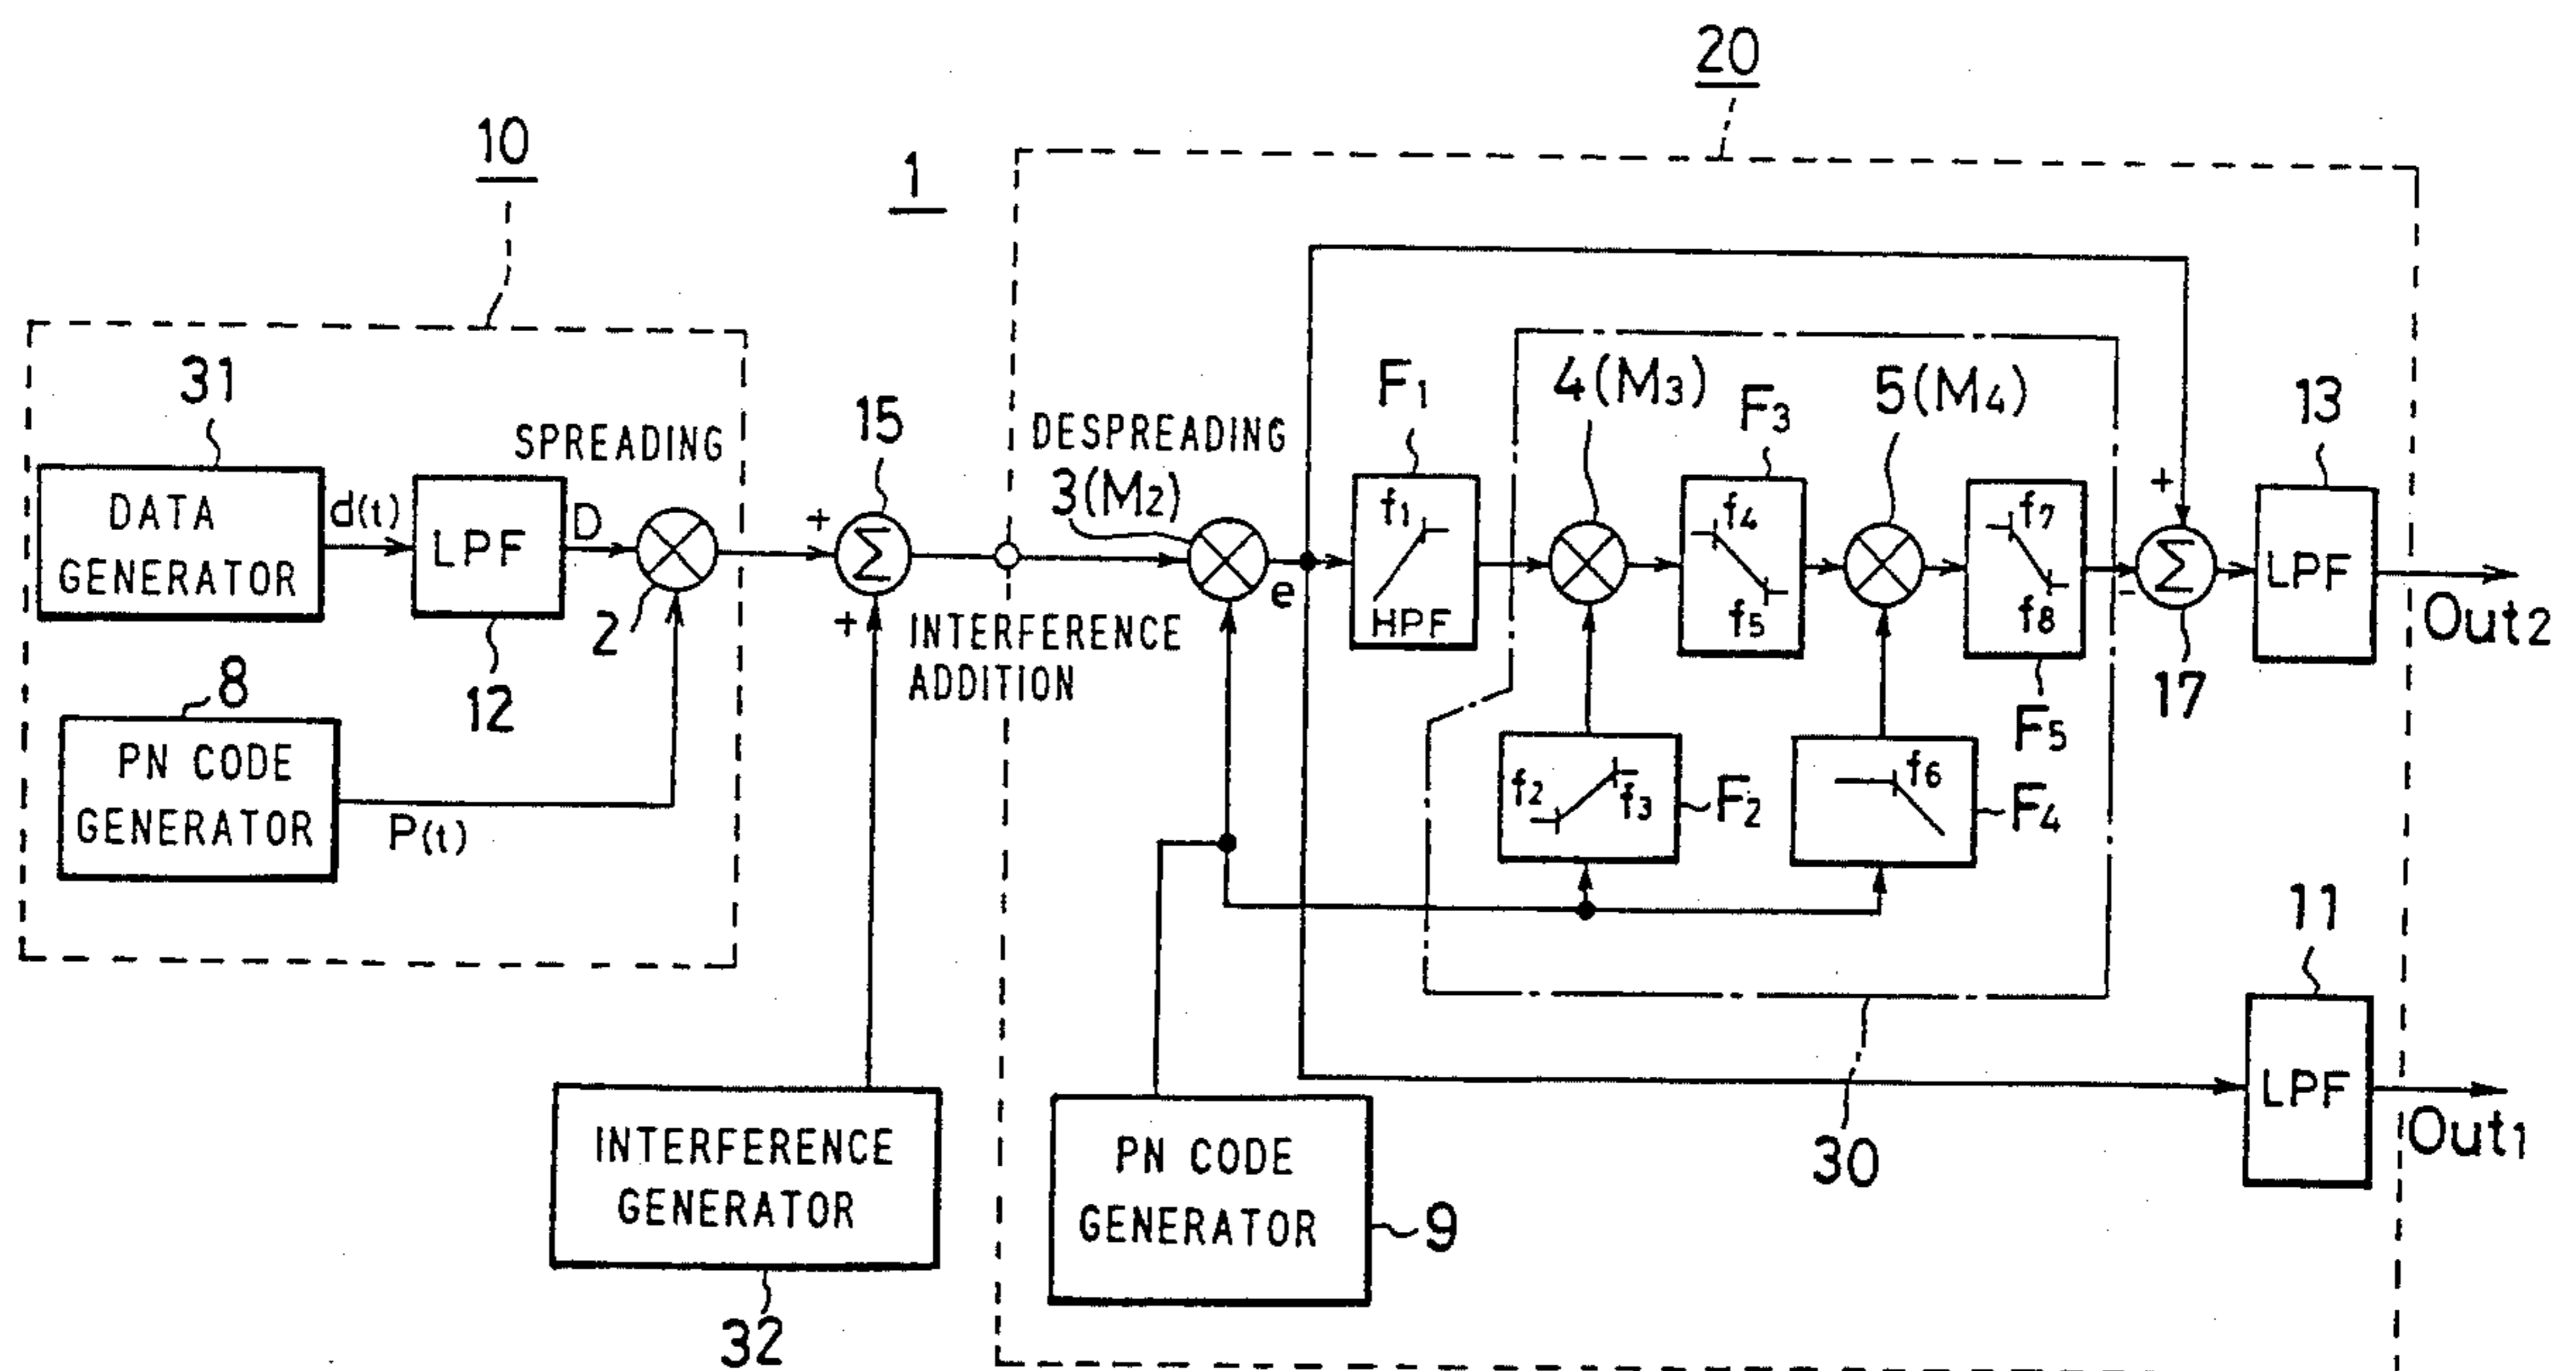 20
10
1
31
SPREADING
15
DESPREADING
3(M2)
F1
4(M3)
F3
5(M4)
13
DATA
GENERATOR
d(t)
LPF
D
2
12
+
Σ
+
INTERFERENCE
ADDITION
e
f1
HPF
f4
f5
f7
f8
+
-
Σ
17
LPF
Out2
8
PN CODE
GENERATOR
P(t)
f2
f3
F2
f6
F4
F5
11
LPF
Out1
30
INTERFERENCE
GENERATOR
32
PN CODE
GENERATOR
9